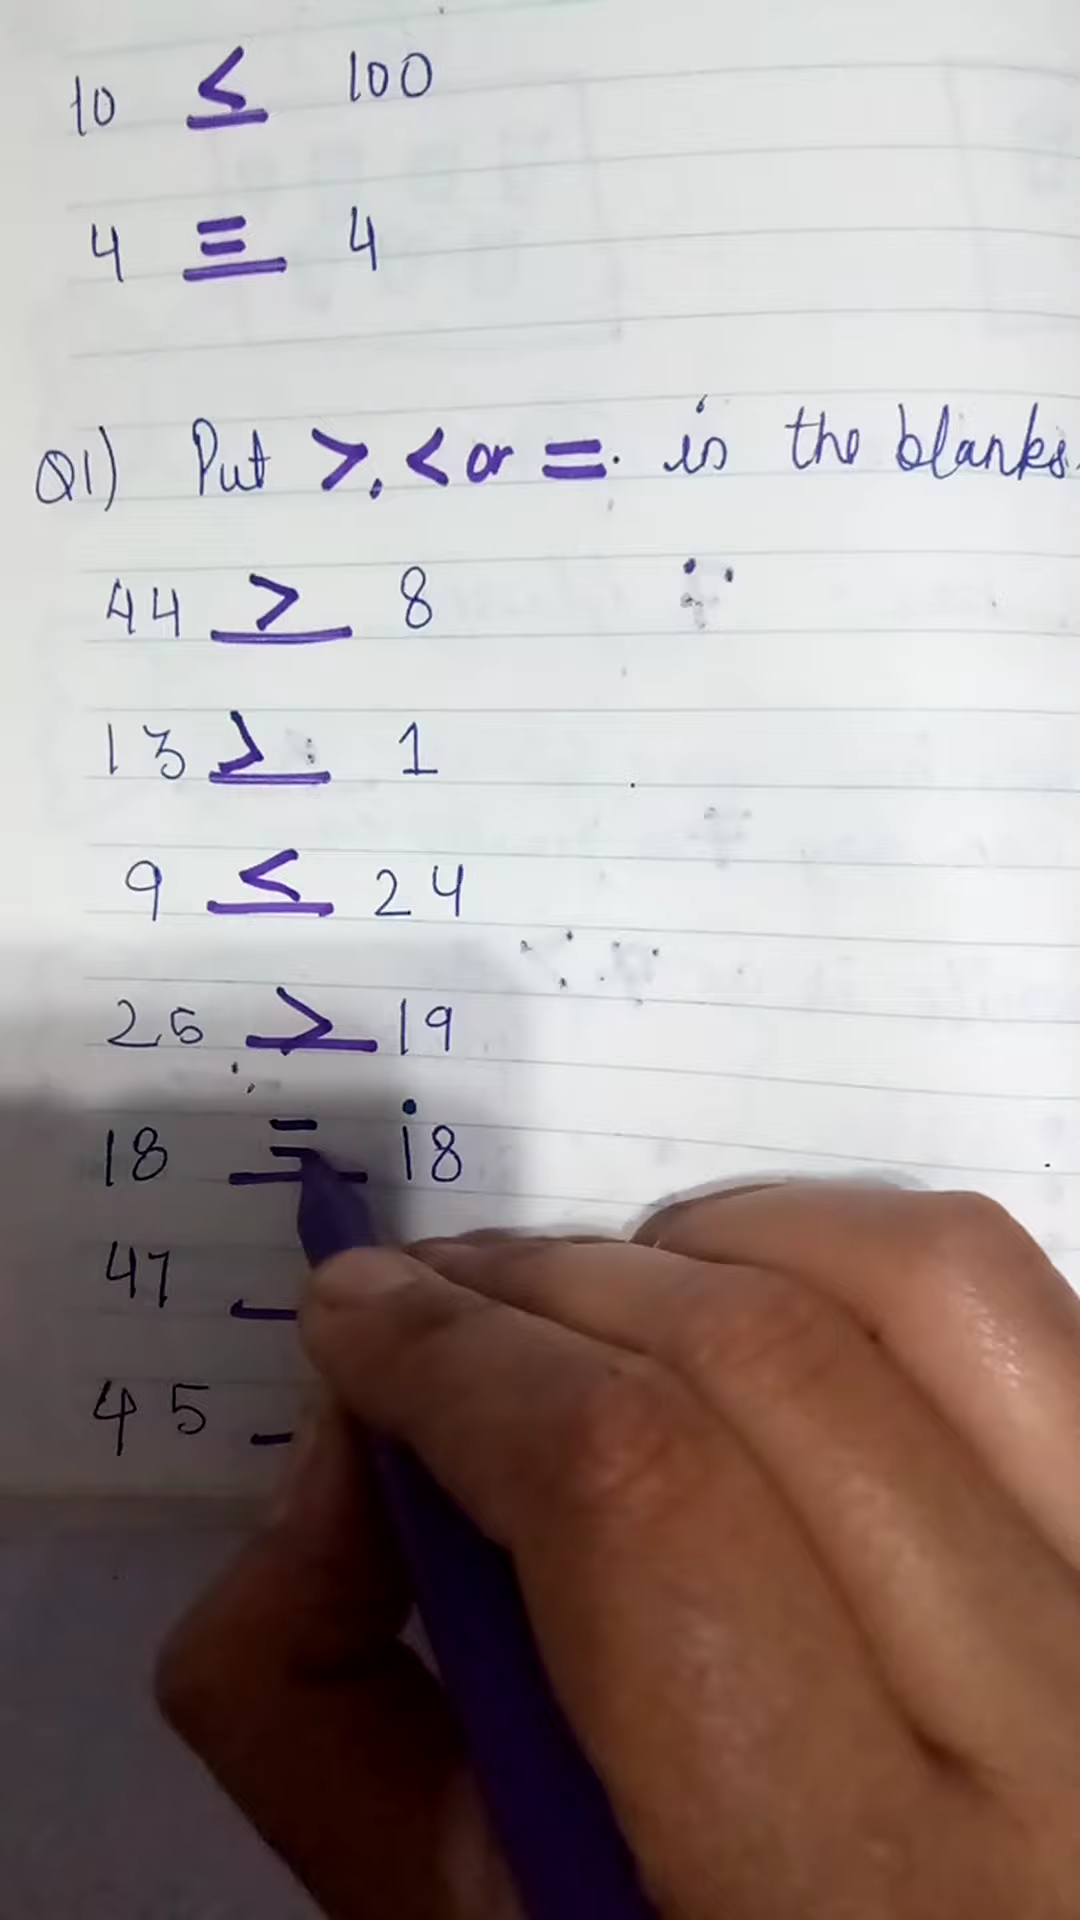 10 < 100
4 = 4
Q1) Put >, < or =. is the blanks.
44 > 8
13 > 1
9 < 24
25 > 19
18 = 18
47 _
45 _